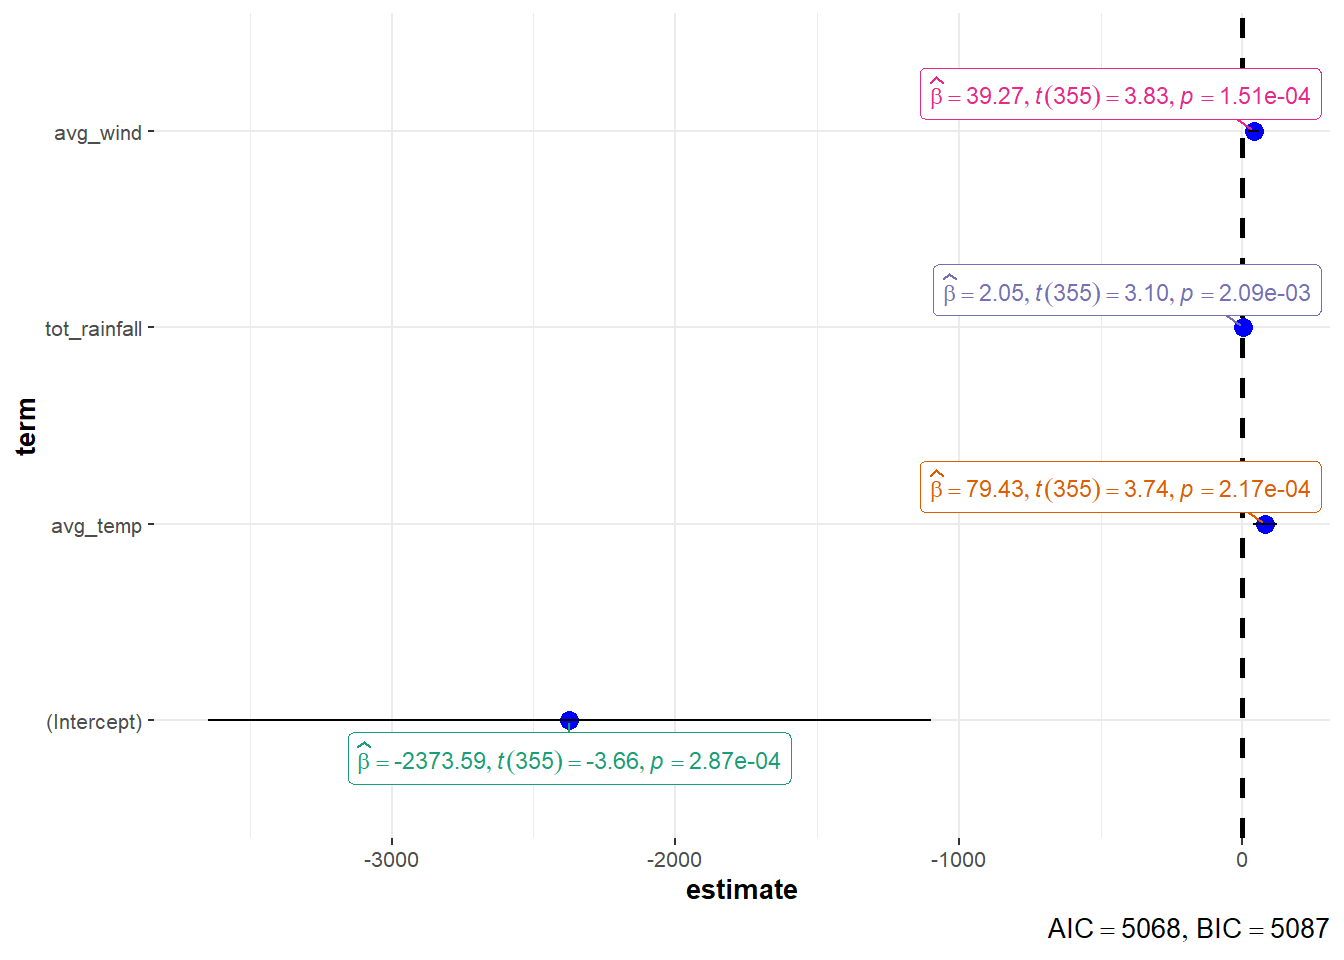 β̂ = 39.27, t(355) = 3.83, p = 1.51e-04
avg_wind
β̂ = 2.05, t(355) = 3.10, p = 2.09e-03
tot_rainfall
term
β̂ = 79.43, t(355) = 3.74, p = 2.17e-04
avg_temp
(Intercept)
β̂ = -2373.59, t(355) = -3.66, p = 2.87e-04
-3000 -2000 -1000 0
estimate
AIC = 5068, BIC = 5087